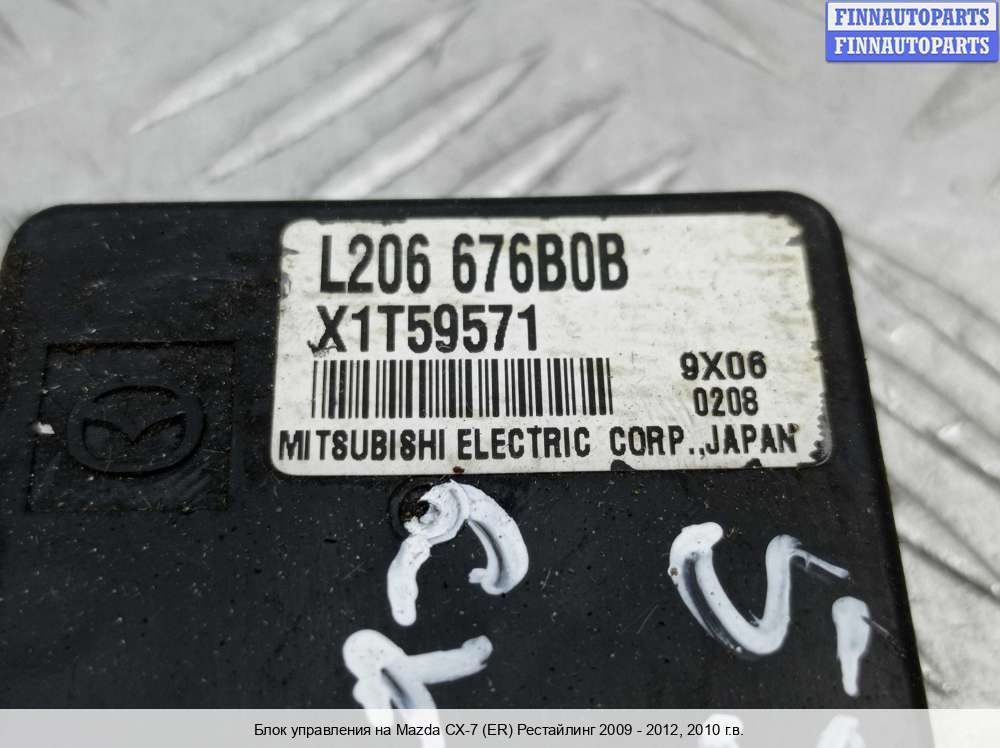 FINNAUTOPARTS
FINNAUTOPARTS
L206 676B0B
X1T59571
9X06
0208
MITSUBISHI ELECTRIC CORP.,JAPAN
Блок управления на Mazda CX-7 (ER) Рестайлинг 2009 - 2012, 2010 г.в.